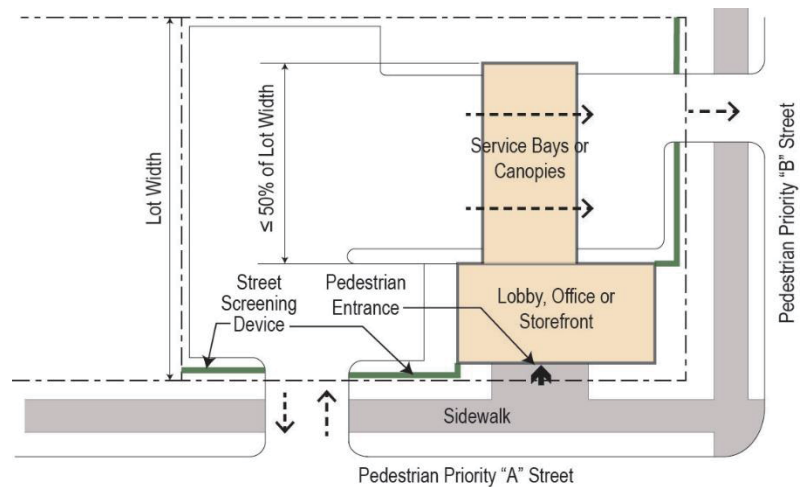 Lot Width
≤ 50% of Lot Width
Service Bays or
Canopies
Street
Screening
Device
Pedestrian
Entrance
Lobby, Office or
Storefront
Sidewalk
Pedestrian Priority "A" Street
Pedestrian Priority "B" Street